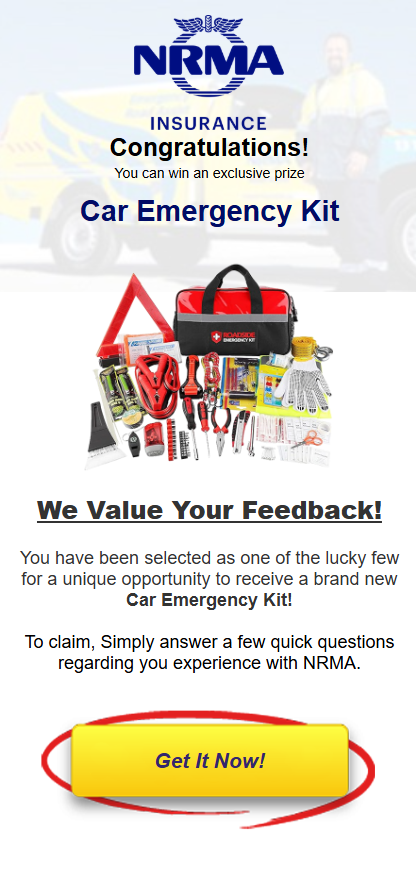 NRMA
INSURANCE
Congratulations!
You can win an exclusive prize
Car Emergency Kit
ROADSIDE
EMERGENCY KIT
We Value Your Feedback!
You have been selected as one of the lucky few
for a unique opportunity to receive a brand new
Car Emergency Kit!
To claim, Simply answer a few quick questions
regarding you experience with NRMA.
Get It Now!